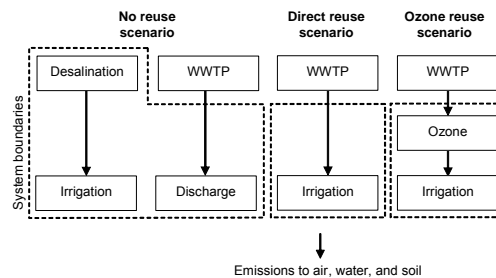 No reuse
scenario
Direct reuse
scenario
Ozone reuse
scenario
System boundaries
Desalination
WWTP
WWTP
WWTP
Ozone
Irrigation
Discharge
Irrigation
Irrigation
Emissions to air, water, and soil